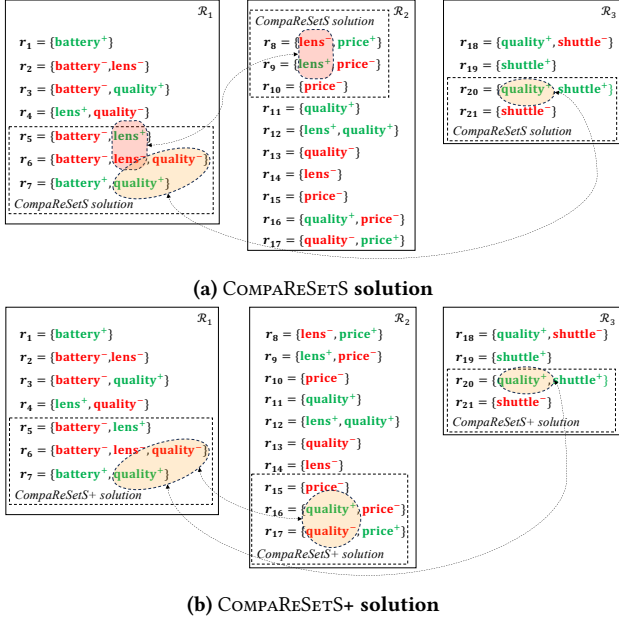 ℛ₁
r₁ = {battery⁺}
r₂ = {battery⁻,lens⁻}
r₃ = {battery⁻,quality⁺}
r₄ = {lens⁺,quality⁻}
r₅ = {battery⁻,lens⁺}
r₆ = {battery⁻,lens⁻,quality⁻}
r₇ = {battery⁺,quality⁺}
CompaReSetS solution
ℛ₂
CompaReSetS solution
r₈ = {lens⁻,price⁺}
r₉ = {lens⁺,price⁻}
r₁₀ = {price⁻}
r₁₁ = {quality⁺}
r₁₂ = {lens⁺,quality⁺}
r₁₃ = {quality⁻}
r₁₄ = {lens⁻}
r₁₅ = {price⁻}
r₁₆ = {quality⁺,price⁻}
r₁₇ = {quality⁻,price⁺}
ℛ₃
r₁₈ = {quality⁺,shuttle⁻}
r₁₉ = {shuttle⁺}
r₂₀ = {quality⁺,shuttle⁺}
r₂₁ = {shuttle⁻}
CompaReSetS solution
(a) CompaReSetS solution
ℛ₁
r₁ = {battery⁺}
r₂ = {battery⁻,lens⁻}
r₃ = {battery⁻,quality⁺}
r₄ = {lens⁺,quality⁻}
r₅ = {battery⁻,lens⁺}
r₆ = {battery⁻,lens⁻,quality⁻}
r₇ = {battery⁺,quality⁺}
CompaReSetS+ solution
ℛ₂
r₈ = {lens⁻,price⁺}
r₉ = {lens⁺,price⁻}
r₁₀ = {price⁻}
r₁₁ = {quality⁺}
r₁₂ = {lens⁺,quality⁺}
r₁₃ = {quality⁻}
r₁₄ = {lens⁻}
r₁₅ = {price⁻}
r₁₆ = {quality⁺,price⁻}
r₁₇ = {quality⁻,price⁺}
CompaReSetS+ solution
ℛ₃
r₁₈ = {quality⁺,shuttle⁻}
r₁₉ = {shuttle⁺}
r₂₀ = {quality⁺,shuttle⁺}
r₂₁ = {shuttle⁻}
CompaReSetS+ solution
(b) CompaReSetS+ solution